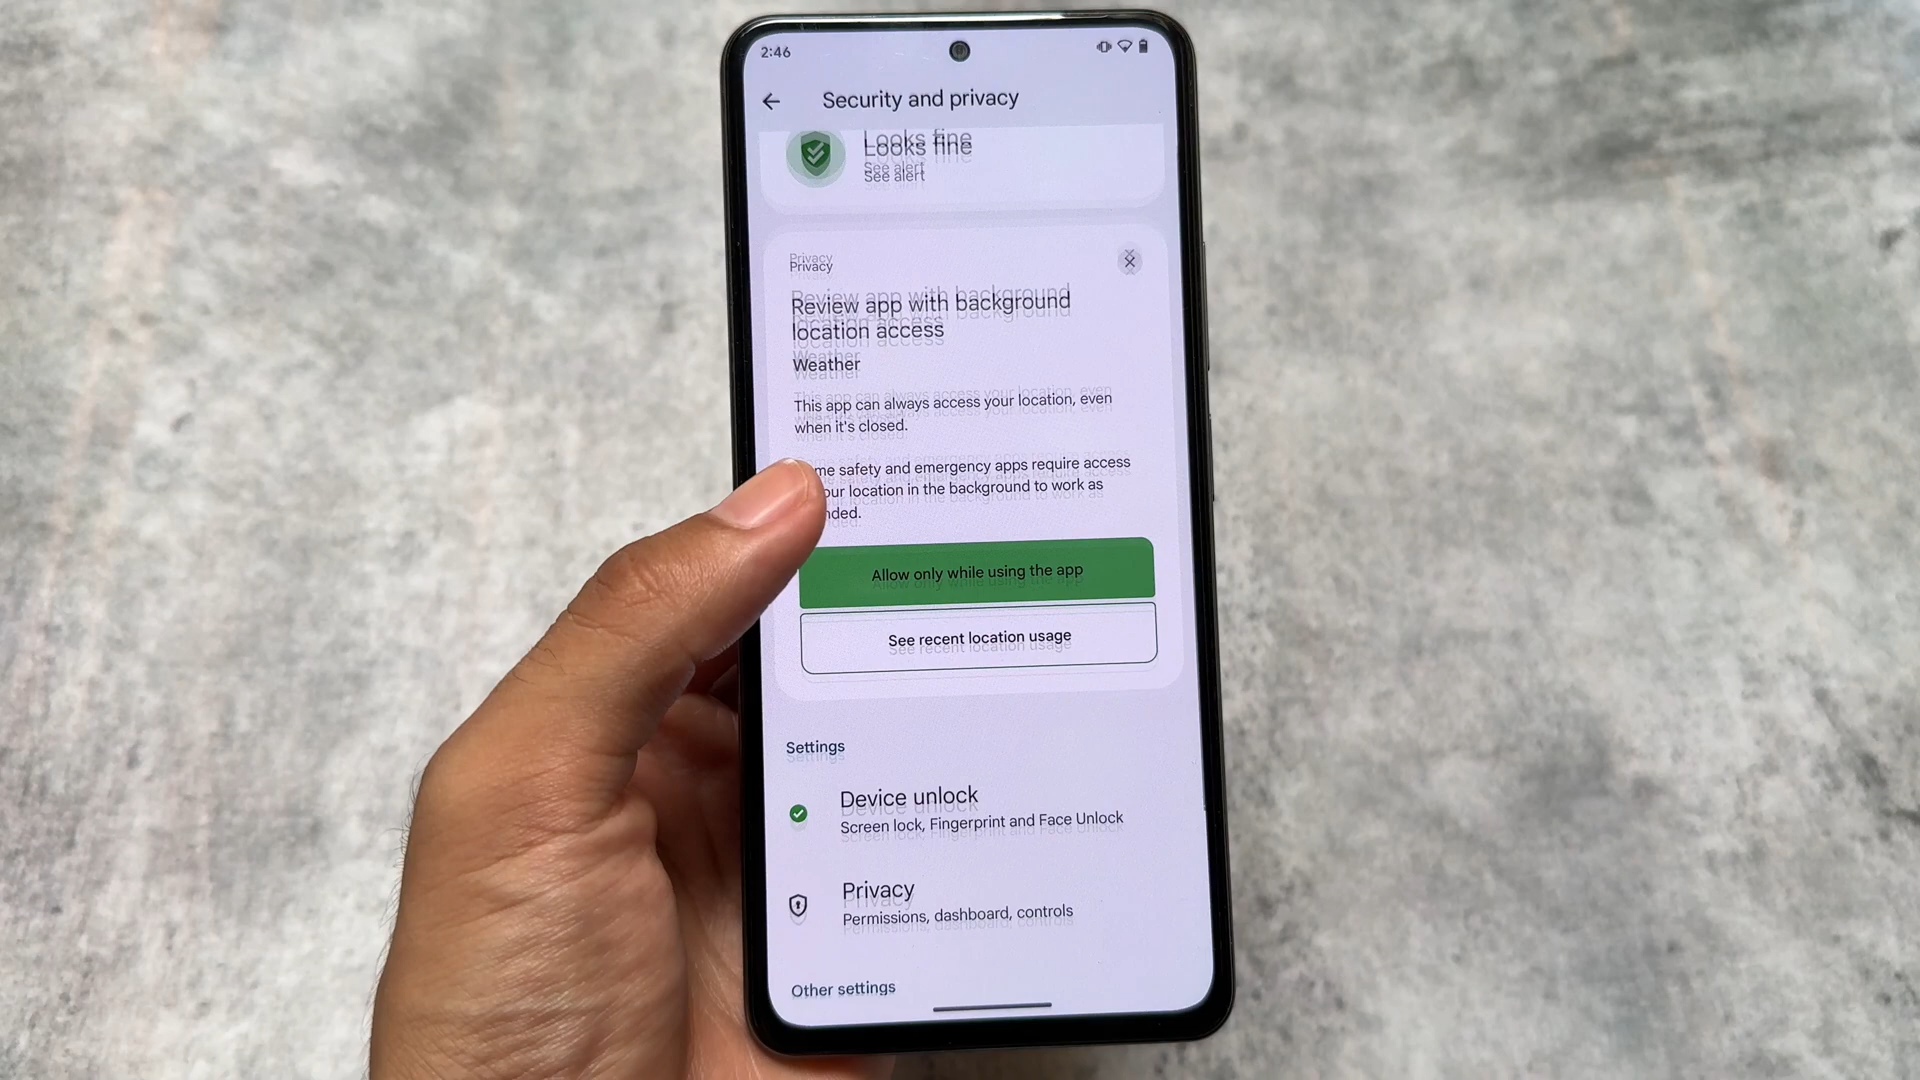 2:46
Security and privacy
Looks fine
See alert
Privacy
Review app with background
location access
Weather
This app can always access your location, even
when it's closed.
me safety and emergency apps require access
our location in the background to work as
nded.
Allow only while using the app
See recent location usage
Settings
Device unlock
Screen lock, Fingerprint and Face Unlock
Privacy
Permissions, dashboard, controls
Other settings